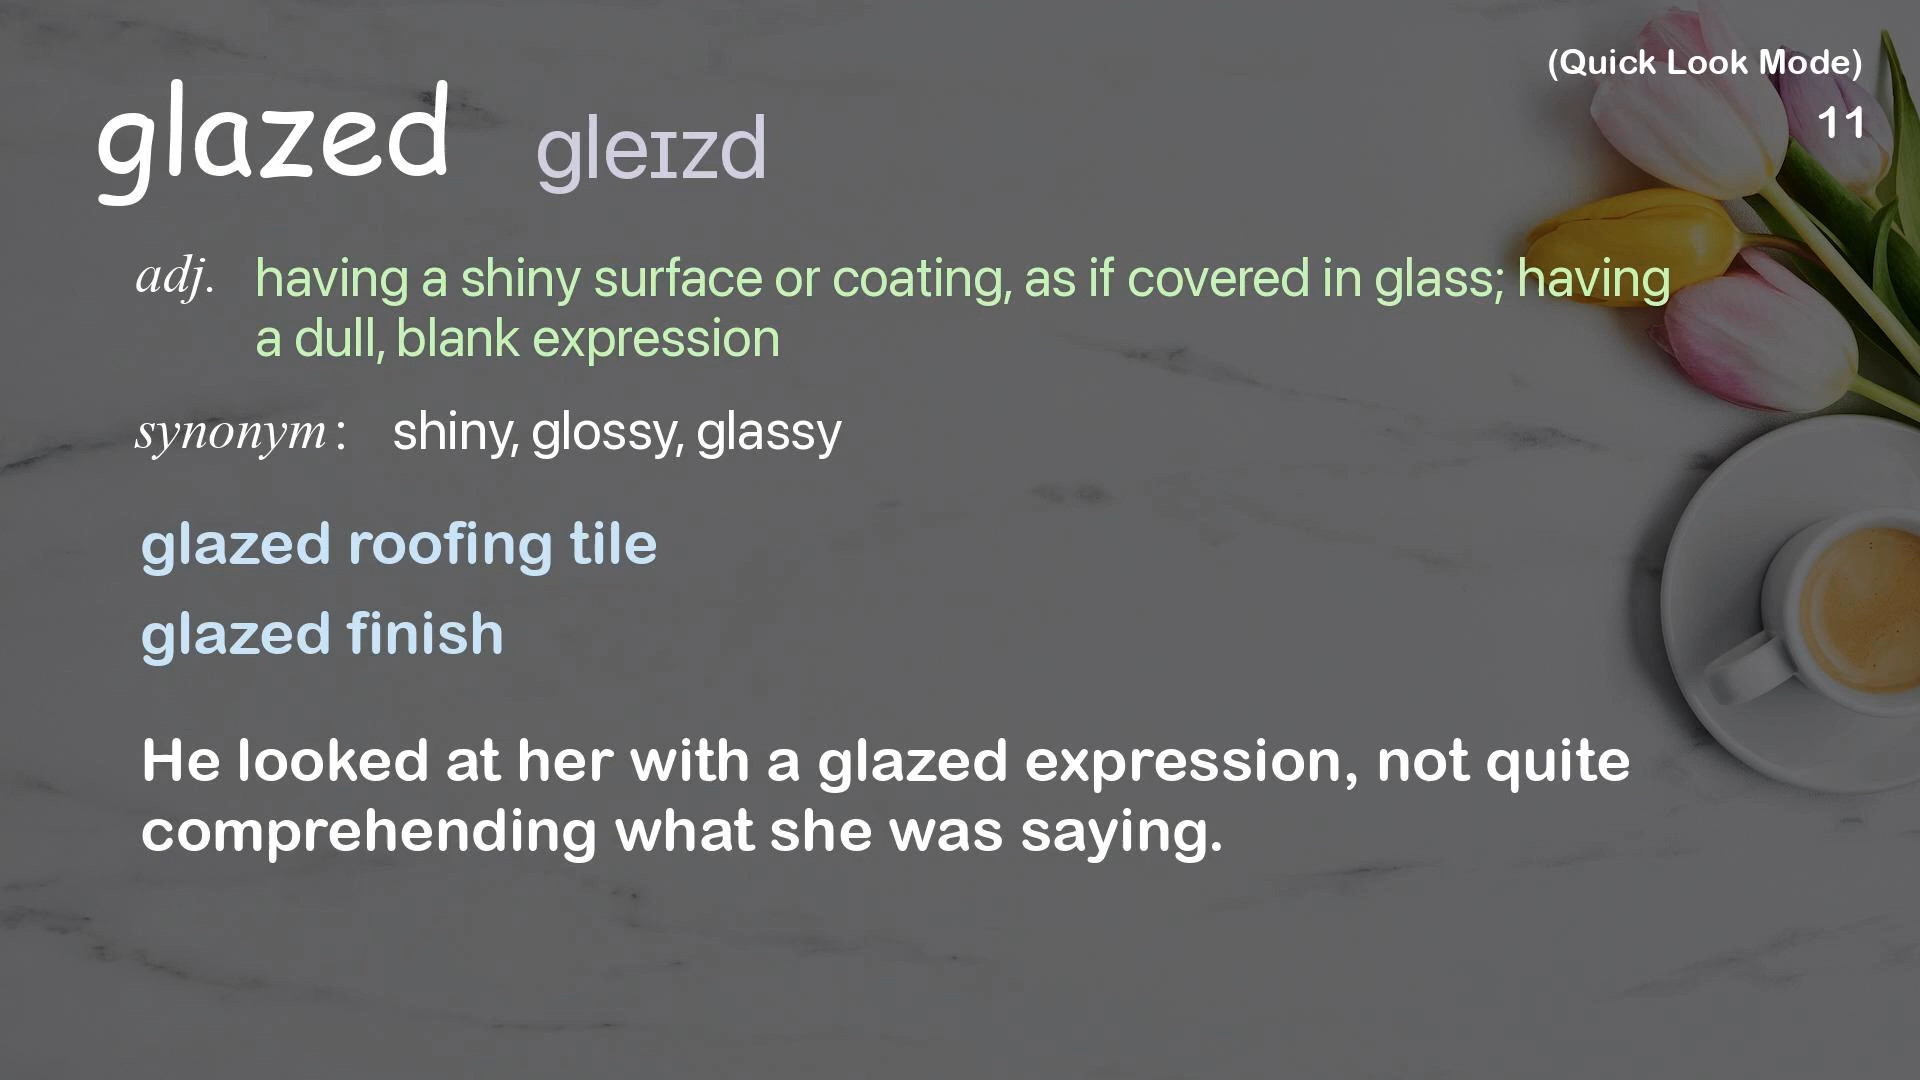 (Quick Look Mode)
11
glazed gleɪzd
adj. having a shiny surface or coating, as if covered in glass; having
a dull, blank expression
synonym: shiny, glossy, glassy
glazed roofing tile
glazed finish
He looked at her with a glazed expression, not quite
comprehending what she was saying.